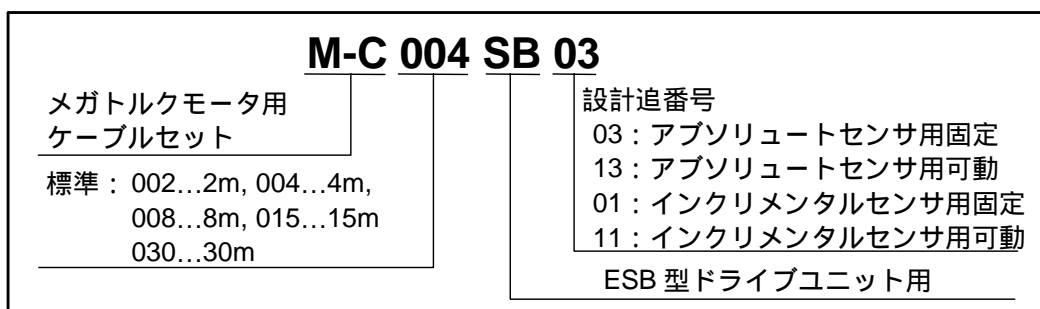 M-C 004 SB 03
メガトルクモータ用
ケーブルセット
標準： 002…2m, 004…4m,
008…8m, 015…15m
030…30m
設計追番号
03：アブソリュートセンサ用固定
13：アブソリュートセンサ用可動
01：インクリメンタルセンサ用固定
11：インクリメンタルセンサ用可動
ESB 型ドライブユニット用